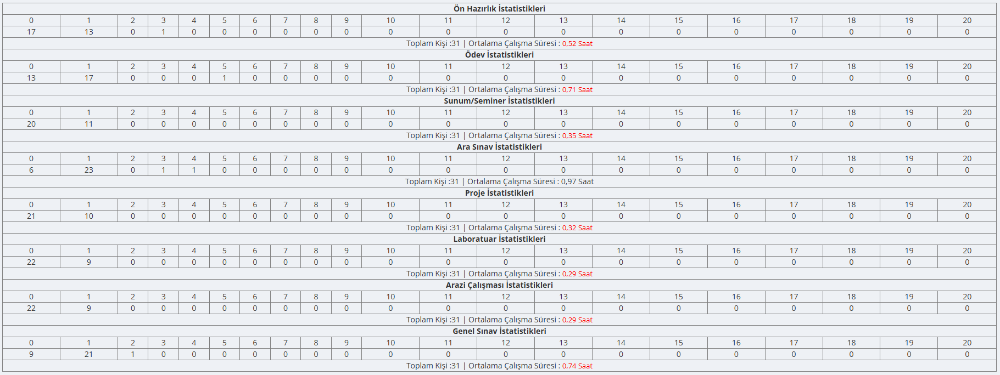 Ön Hazırlık İstatistikleri
0 1 2 3 4 5 6 7 8 9 10 11 12 13 14 15 16 17 18 19 20
17 13 0 1 0 0 0 0 0 0 0 0 0 0 0 0 0 0 0 0 0
Toplam Kişi :31 | Ortalama Çalışma Süresi : 0,52 Saat
Ödev İstatistikleri
0 1 2 3 4 5 6 7 8 9 10 11 12 13 14 15 16 17 18 19 20
13 17 0 0 0 1 0 0 0 0 0 0 0 0 0 0 0 0 0 0 0
Toplam Kişi :31 | Ortalama Çalışma Süresi : 0,71 Saat
Sunum/Seminer İstatistikleri
0 1 2 3 4 5 6 7 8 9 10 11 12 13 14 15 16 17 18 19 20
20 11 0 0 0 0 0 0 0 0 0 0 0 0 0 0 0 0 0 0 0
Toplam Kişi :31 | Ortalama Çalışma Süresi : 0,35 Saat
Ara Sınav İstatistikleri
0 1 2 3 4 5 6 7 8 9 10 11 12 13 14 15 16 17 18 19 20
6 23 0 1 1 0 0 0 0 0 0 0 0 0 0 0 0 0 0 0 0
Toplam Kişi :31 | Ortalama Çalışma Süresi : 0,97 Saat
Proje İstatistikleri
0 1 2 3 4 5 6 7 8 9 10 11 12 13 14 15 16 17 18 19 20
21 10 0 0 0 0 0 0 0 0 0 0 0 0 0 0 0 0 0 0 0
Toplam Kişi :31 | Ortalama Çalışma Süresi : 0,32 Saat
Laboratuar İstatistikleri
0 1 2 3 4 5 6 7 8 9 10 11 12 13 14 15 16 17 18 19 20
22 9 0 0 0 0 0 0 0 0 0 0 0 0 0 0 0 0 0 0 0
Toplam Kişi :31 | Ortalama Çalışma Süresi : 0,29 Saat
Arazi Çalışması İstatistikleri
0 1 2 3 4 5 6 7 8 9 10 11 12 13 14 15 16 17 18 19 20
22 9 0 0 0 0 0 0 0 0 0 0 0 0 0 0 0 0 0 0 0
Toplam Kişi :31 | Ortalama Çalışma Süresi : 0,29 Saat
Genel Sınav İstatistikleri
0 1 2 3 4 5 6 7 8 9 10 11 12 13 14 15 16 17 18 19 20
9 21 1 0 0 0 0 0 0 0 0 0 0 0 0 0 0 0 0 0 0
Toplam Kişi :31 | Ortalama Çalışma Süresi : 0,74 Saat